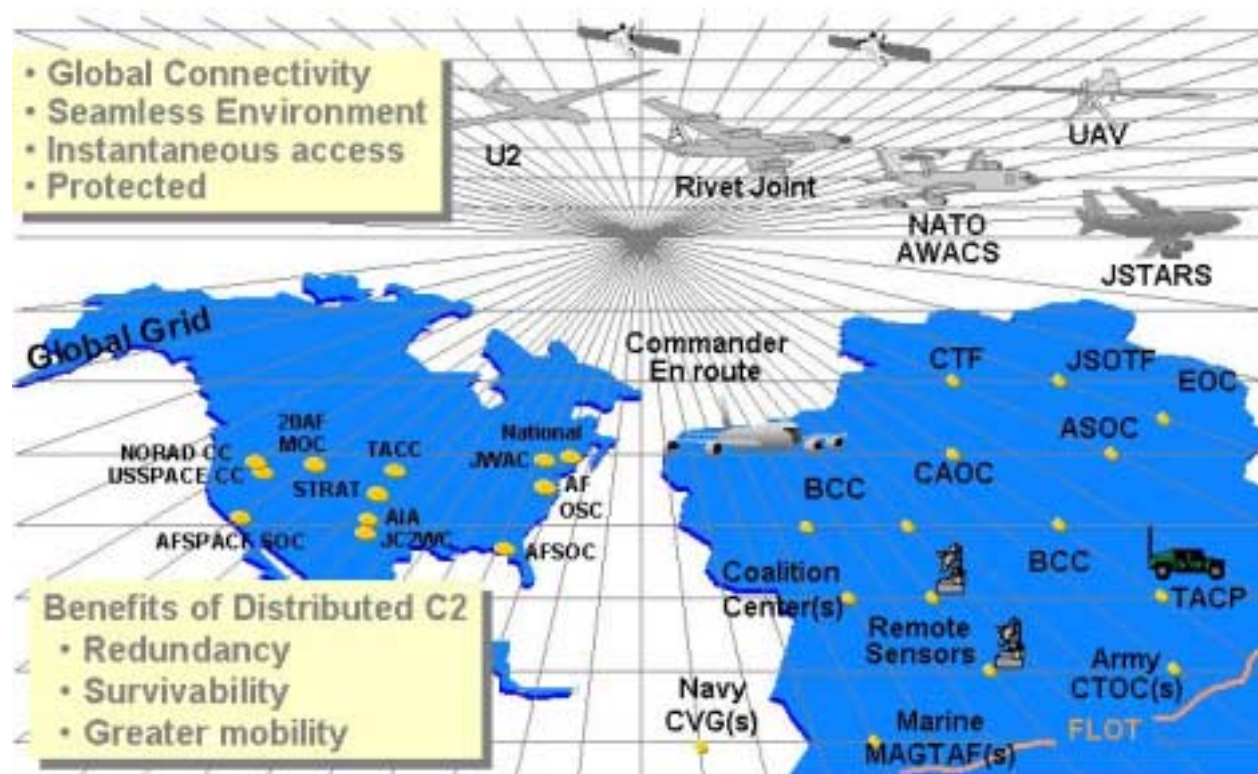 • Global Connectivity
• Seamless Environment
• Instantaneous access
• Protected
U2
Rivet Joint
UAV
NATO
AWACS
JSTARS
Global Grid
Commander
En route
CTF
JSOTF
EOC
ASOC
CAOC
BCC
BCC
20AF
MOC
NORAD CC
USSPACE CC
TACC
STRAT
National
JWAC
AF
OSC
AIA
JC2WC
AFSPACE SOC
AFSOC
Coalition
Center(s)
Remote
Sensors
TACP
Army
CTOC(s)
Navy
CVG(s)
Marine
MAGTAF(s)
FLOT
Benefits of Distributed C2
• Redundancy
• Survivability
• Greater mobility